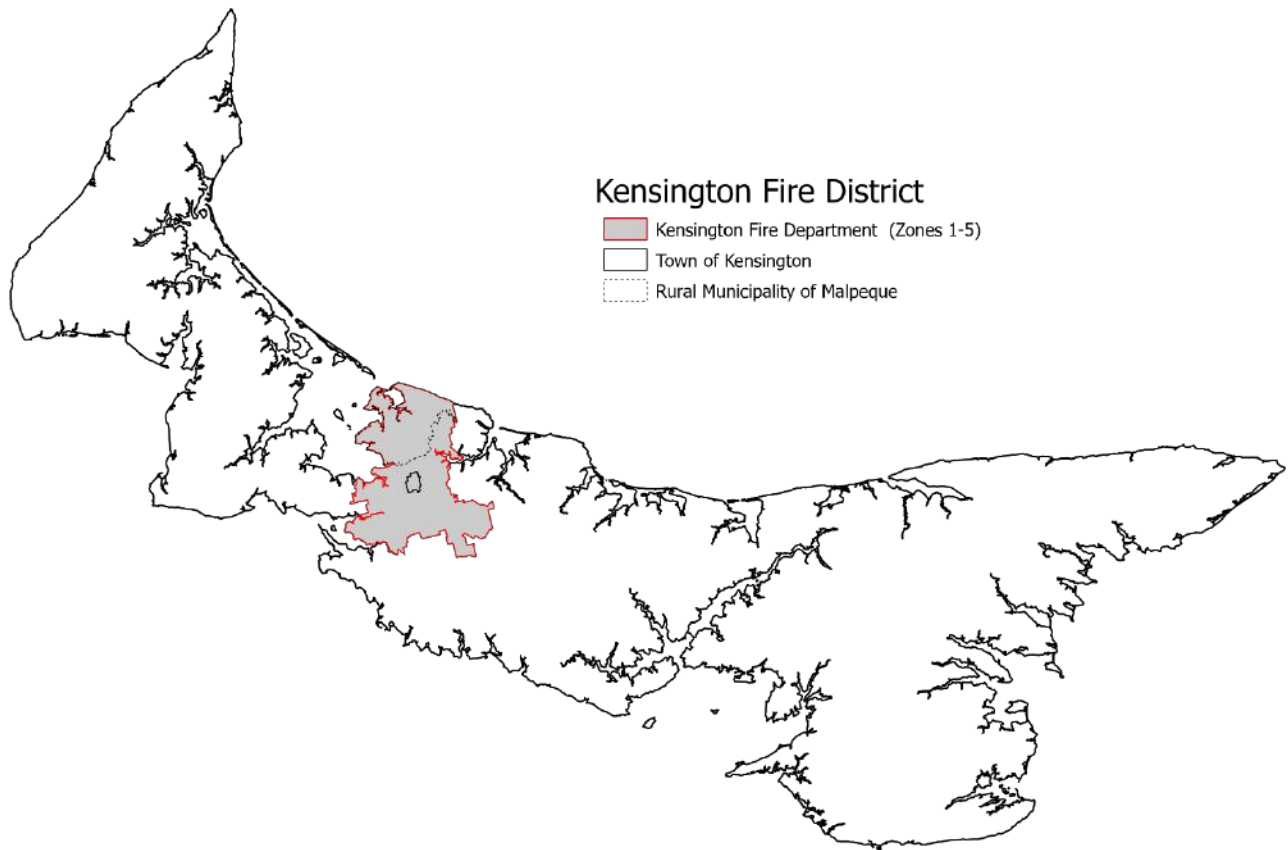 Kensington Fire District
Kensington Fire Department (Zones 1-5)
Town of Kensington
Rural Municipality of Malpeque